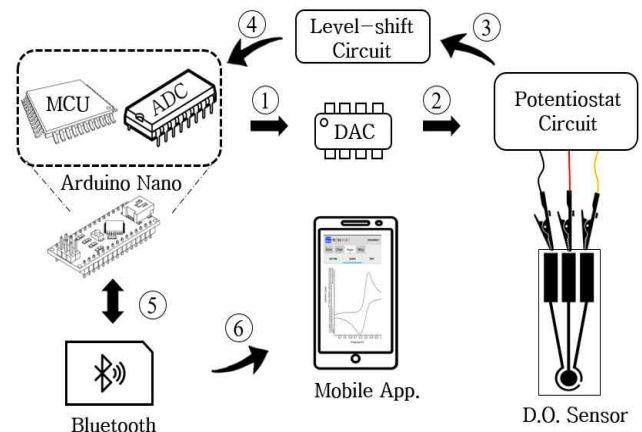 ④
Level-shift
Circuit
③
MCU
ADC
①
DAC
②
Potentiostat
Circuit
Arduino Nano
⑤
⑥
Bluetooth
Mobile App.
D.O. Sensor